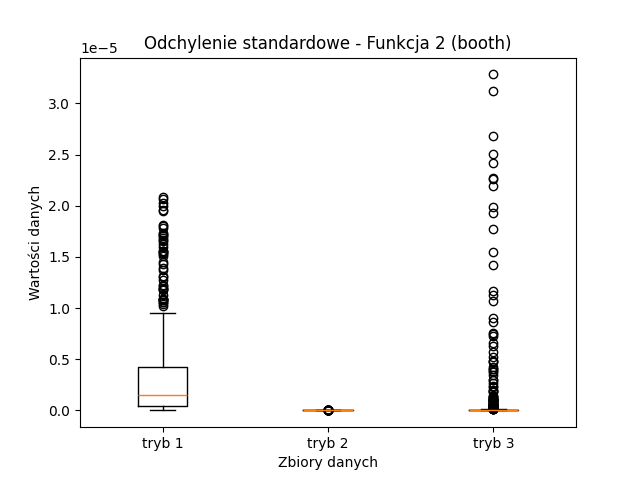 Odchylenie standardowe - Funkcja 2 (booth)
1e−5
3.0
2.5
2.0
1.5
1.0
0.5
0.0
Wartości danych
tryb 1
tryb 2
tryb 3
Zbiory danych